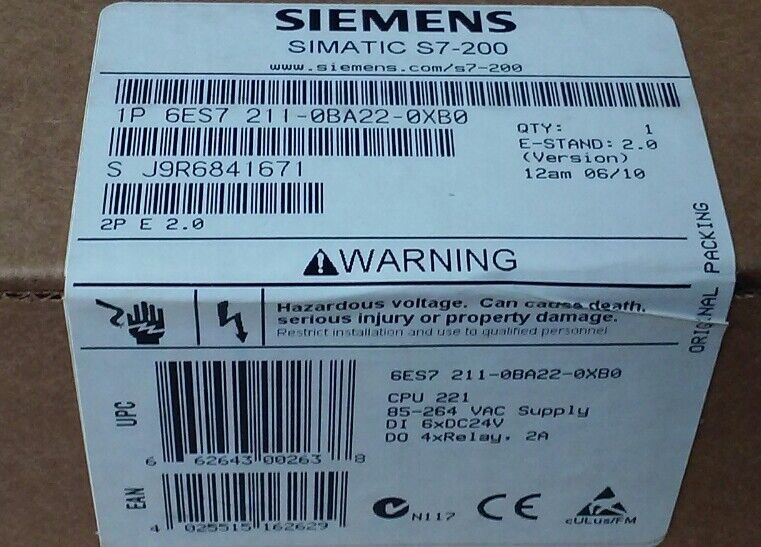 SIEMENS
SIMATIC S7-200
www.siemens.com/s7-200
1P 6ES7 211-0BA22-0XB0
S J9R6841671
2P E 2.0
QTY: 1
E-STAND: 2.0
(Version)
12am 06/10
ORIGINAL PACKING
WARNING
Hazardous voltage. Can cause death,
serious injury or property damage.
Restrict installation and use to qualified personnel
6ES7 211-0BA22-0XB0
CPU 221
85-264 VAC Supply
DI 6xDC24V
DO 4xRelay, 2A
UPC
6 62643 00263 8
EAN
4 025515 162629
N117
CE
cULus/FM